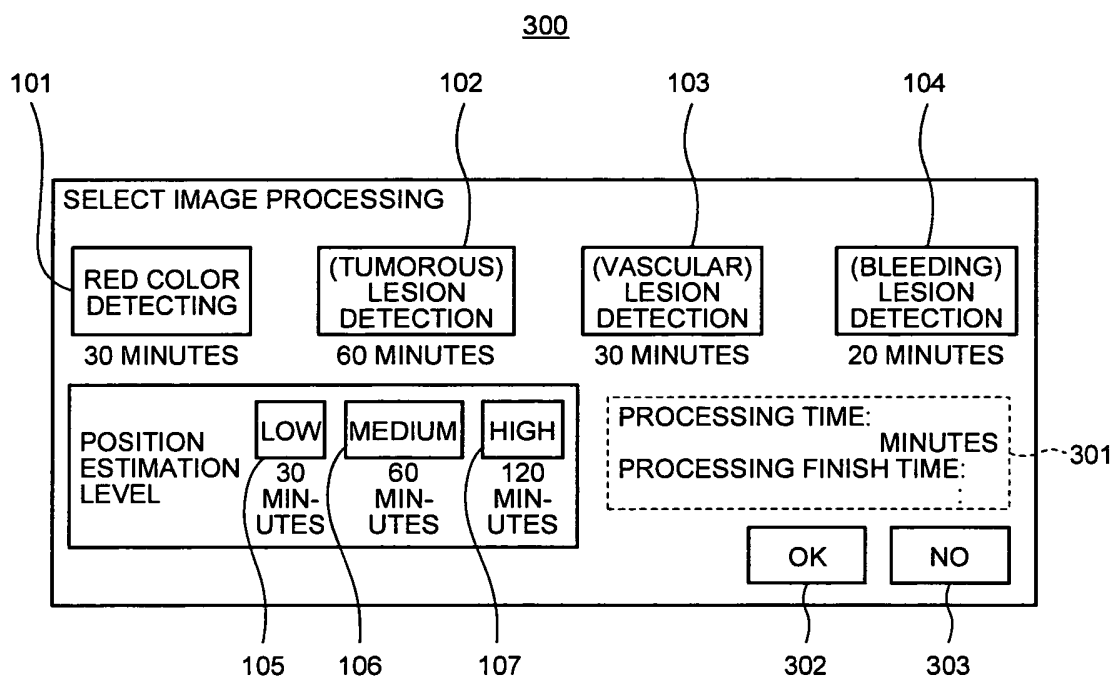 300
101
102
103
104
SELECT IMAGE PROCESSING
RED COLOR
DETECTING
30 MINUTES
(TUMOROUS)
LESION
DETECTION
60 MINUTES
(VASCULAR)
LESION
DETECTION
30 MINUTES
(BLEEDING)
LESION
DETECTION
20 MINUTES
POSITION
ESTIMATION
LEVEL
LOW
30
MIN-
UTES
MEDIUM
60
MIN-
UTES
HIGH
120
MIN-
UTES
PROCESSING TIME:
MINUTES
PROCESSING FINISH TIME:
:
301
OK
NO
105
106
107
302
303